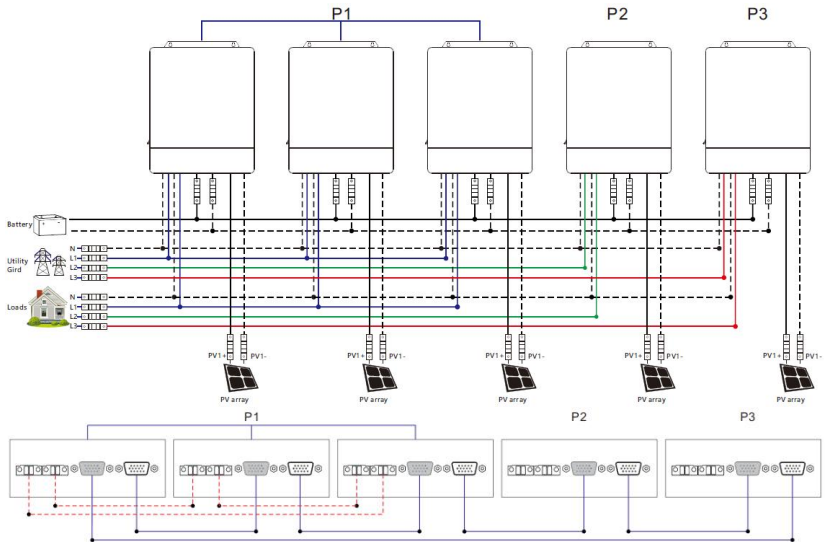 P1 P2 P3
Battery
N
L1
Utility
L2
Gird
L3
N
Loads
L1
L2
L3
PV1+ PV1- PV1+ PV1- PV1+ PV1- PV1+ PV1- PV1+ PV1-
PV array PV array PV array PV array PV array
P1 P2 P3